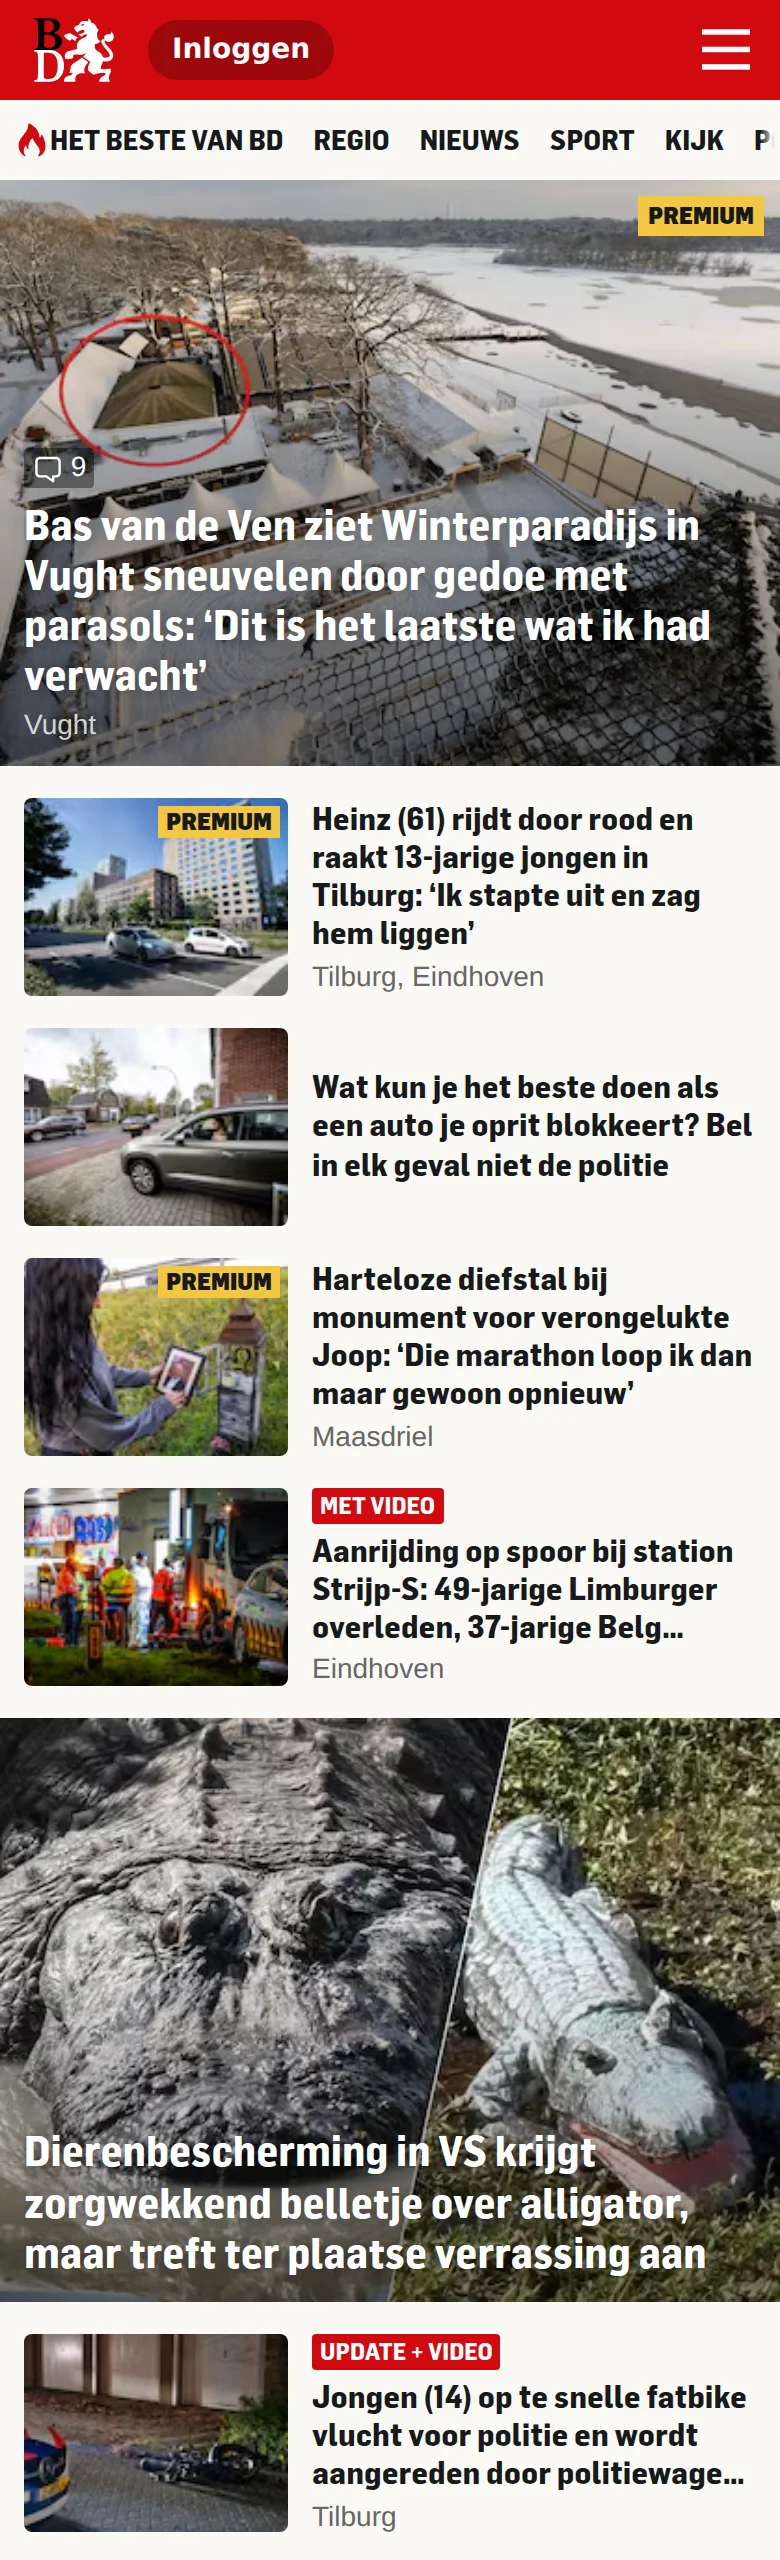 BD
Inloggen
HET BESTE VAN BD REGIO NIEUWS SPORT KIJK
PREMIUM
9
Bas van de Ven ziet Winterparadijs in
Vught sneuvelen door gedoe met
parasols: ‘Dit is het laatste wat ik had
verwacht’
Vught
PREMIUM
Heinz (61) rijdt door rood en
raakt 13-jarige jongen in
Tilburg: ‘Ik stapte uit en zag
hem liggen’
Tilburg, Eindhoven
Wat kun je het beste doen als
een auto je oprit blokkeert? Bel
in elk geval niet de politie
PREMIUM
Harteloze diefstal bij
monument voor verongelukte
Joop: ‘Die marathon loop ik dan
maar gewoon opnieuw’
Maasdriel
MET VIDEO
Aanrijding op spoor bij station
Strijp-S: 49-jarige Limburger
overleden, 37-jarige Belg...
Eindhoven
Dierenbescherming in VS krijgt
zorgwekkend belletje over alligator,
maar treft ter plaatse verrassing aan
UPDATE + VIDEO
Jongen (14) op te snelle fatbike
vlucht voor politie en wordt
aangereden door politiewage...
Tilburg